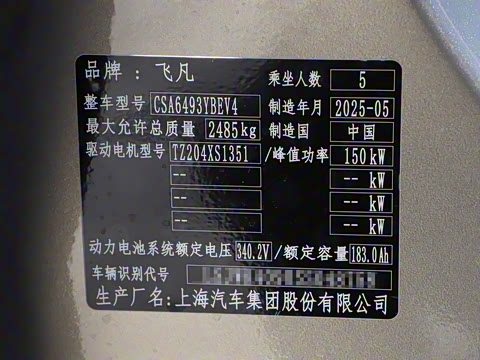 品牌：飞凡 乘坐人数 5
整车型号 CSA6493YBEV4 制造年月 2025-05
最大允许总质量 2485kg 制造国 中国
驱动电机型号 TZ204XS1351 /峰值功率 150kW
-- -- kW
-- -- kW
-- -- kW
动力电池系统额定电压 340.2V /额定容量 183.0Ah
车辆识别代号
生产厂名:上海汽车集团股份有限公司